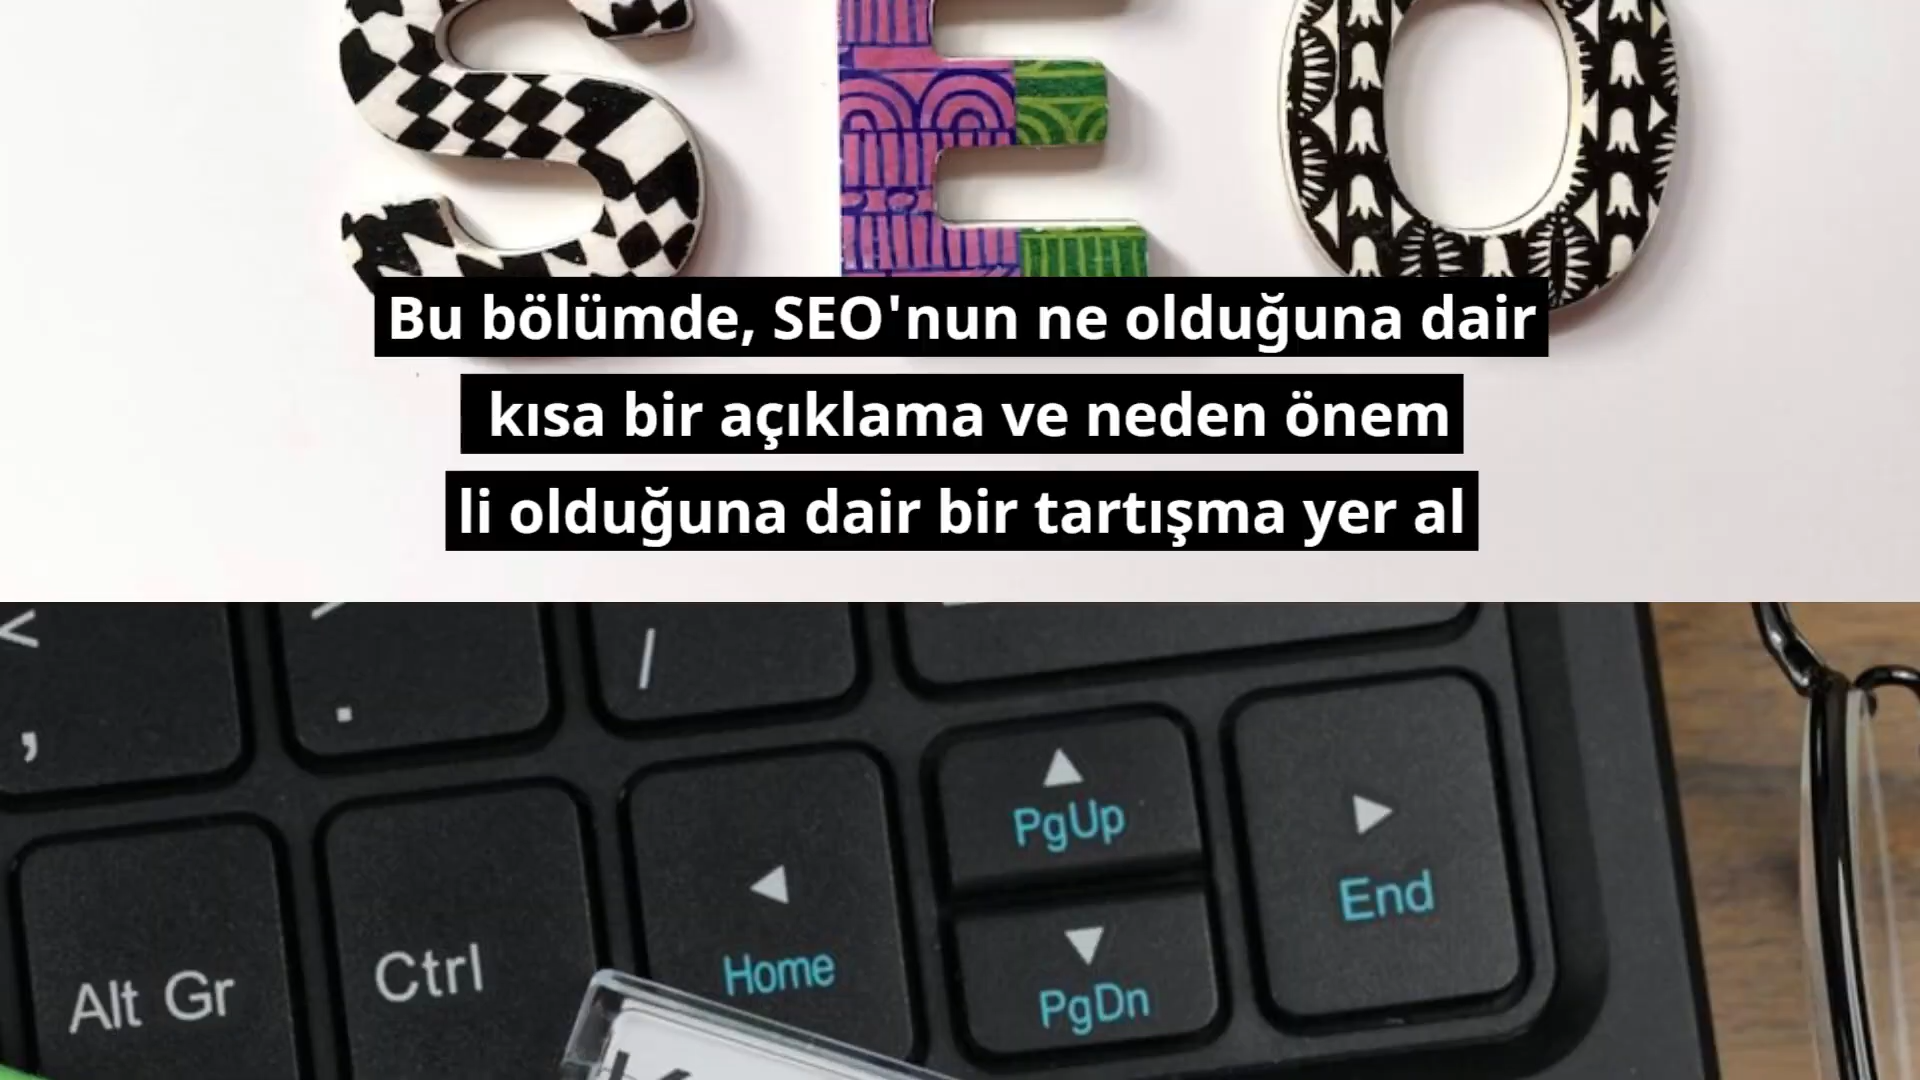 SEO
Bu bölümde, SEO'nun ne olduğuna dair
kısa bir açıklama ve neden önem
li olduğuna dair bir tartışma yer al
<
,
.
/
PgUp
End
Home
PgDn
Alt Gr
Ctrl